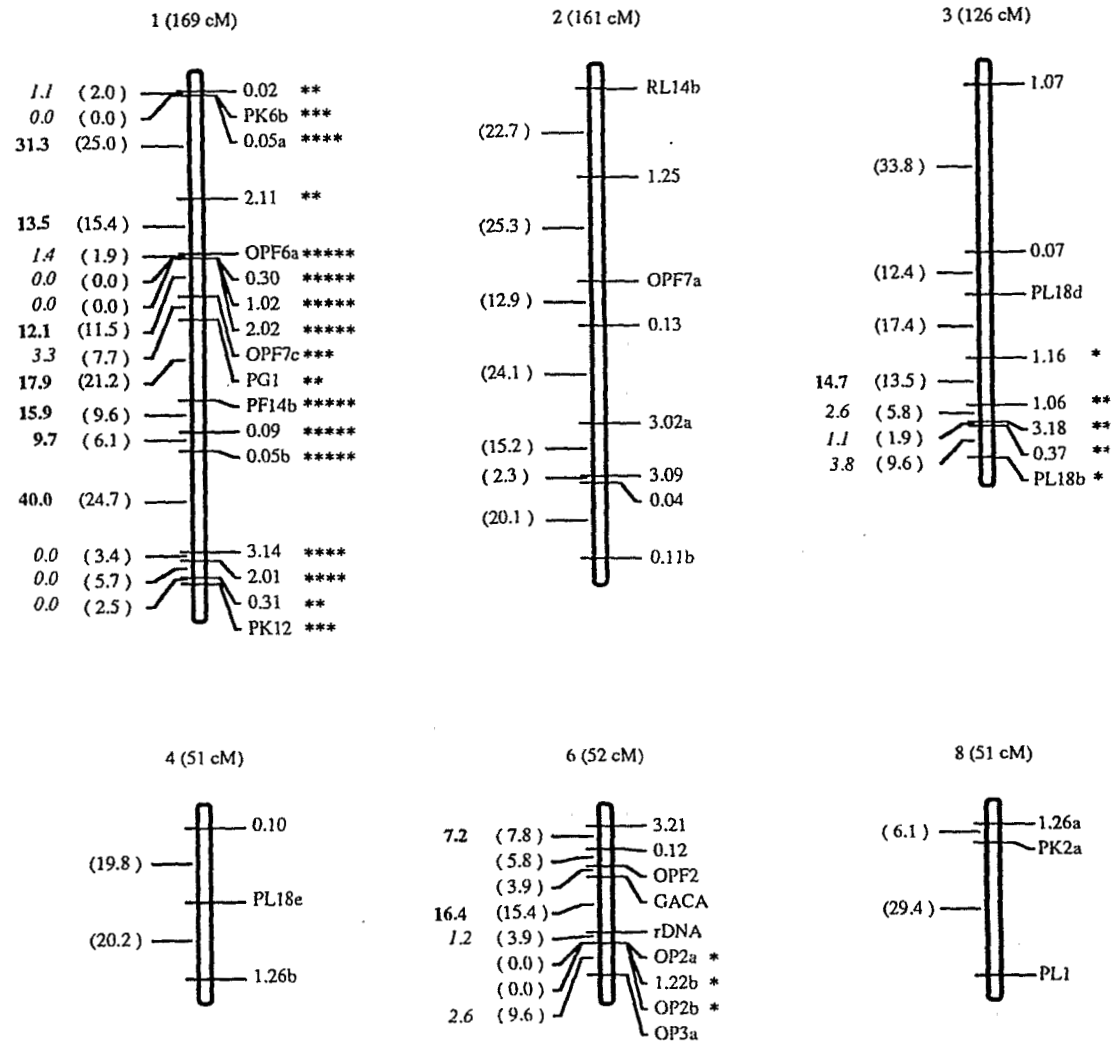 1 (169 cM)
2 (161 cM)
3 (126 cM)
1.1 (2.0) 0.02 **
0.0 (0.0) PK6b ***
31.3 (25.0) 0.05a ****
2.11 **
13.5 (15.4)
1.4 (1.9) OPF6a *****
0.0 (0.0) 0.30 *****
0.0 (0.0) 1.02 *****
12.1 (11.5) 2.02 *****
3.3 (7.7) OPF7c ***
17.9 (21.2) PG1 **
15.9 (9.6) PF14b *****
9.7 (6.1) 0.09 *****
0.05b *****
40.0 (24.7)
0.0 (3.4) 3.14 ****
0.0 (5.7) 2.01 ****
0.0 (2.5) 0.31 **
PK12 ***
RL14b
(22.7)
1.25
(25.3)
OPF7a
(12.9)
0.13
(24.1)
3.02a
(15.2)
(2.3) 3.09
0.04
(20.1)
0.11b
1.07
(33.8)
0.07
(12.4)
PL18d
(17.4)
1.16 *
14.7 (13.5)
2.6 (5.8) 1.06 **
1.1 (1.9) 3.18 **
3.8 (9.6) 0.37 **
PL18b *
4 (51 cM)
6 (52 cM)
8 (51 cM)
0.10
(19.8)
PL18e
(20.2)
1.26b
3.21
7.2 (7.8)
0.12
(5.8)
OPF2
(3.9)
GACA
16.4 (15.4)
rDNA
1.2 (3.9)
OP2a *
(0.0)
1.22b *
(0.0)
OP2b *
2.6 (9.6)
OP3a
1.26a
(6.1)
PK2a
(29.4)
PL1